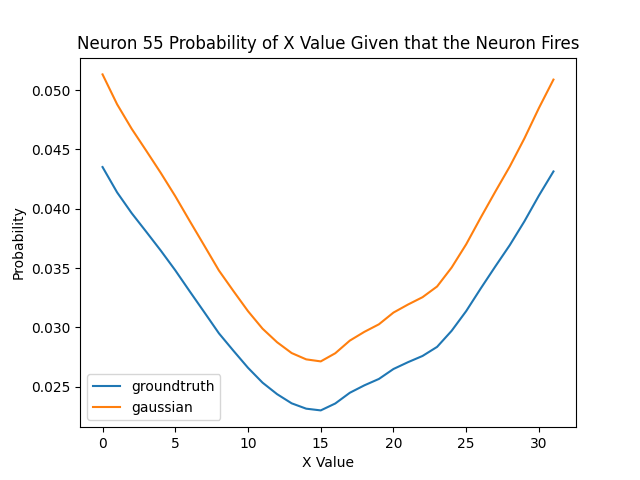 Neuron 55 Probability of X Value Given that the Neuron Fires
0.050
0.045
0.040
0.035
0.030
0.025
Probability
groundtruth
gaussian
0 5 10 15 20 25 30
X Value